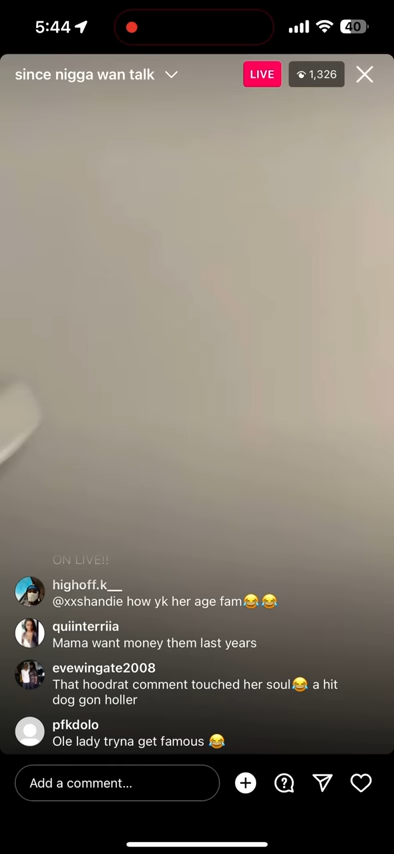 5:44
40
since nigga wan talk
LIVE
1,326
ON LIVE!!
highoff.k__
@xxshandie how yk her age fam😂😂
quiinterriia
Mama want money them last years
evewingate2008
That hoodrat comment touched her soul😂 a hit
dog gon holler
pfkdolo
Ole lady tryna get famous 😂
Add a comment...